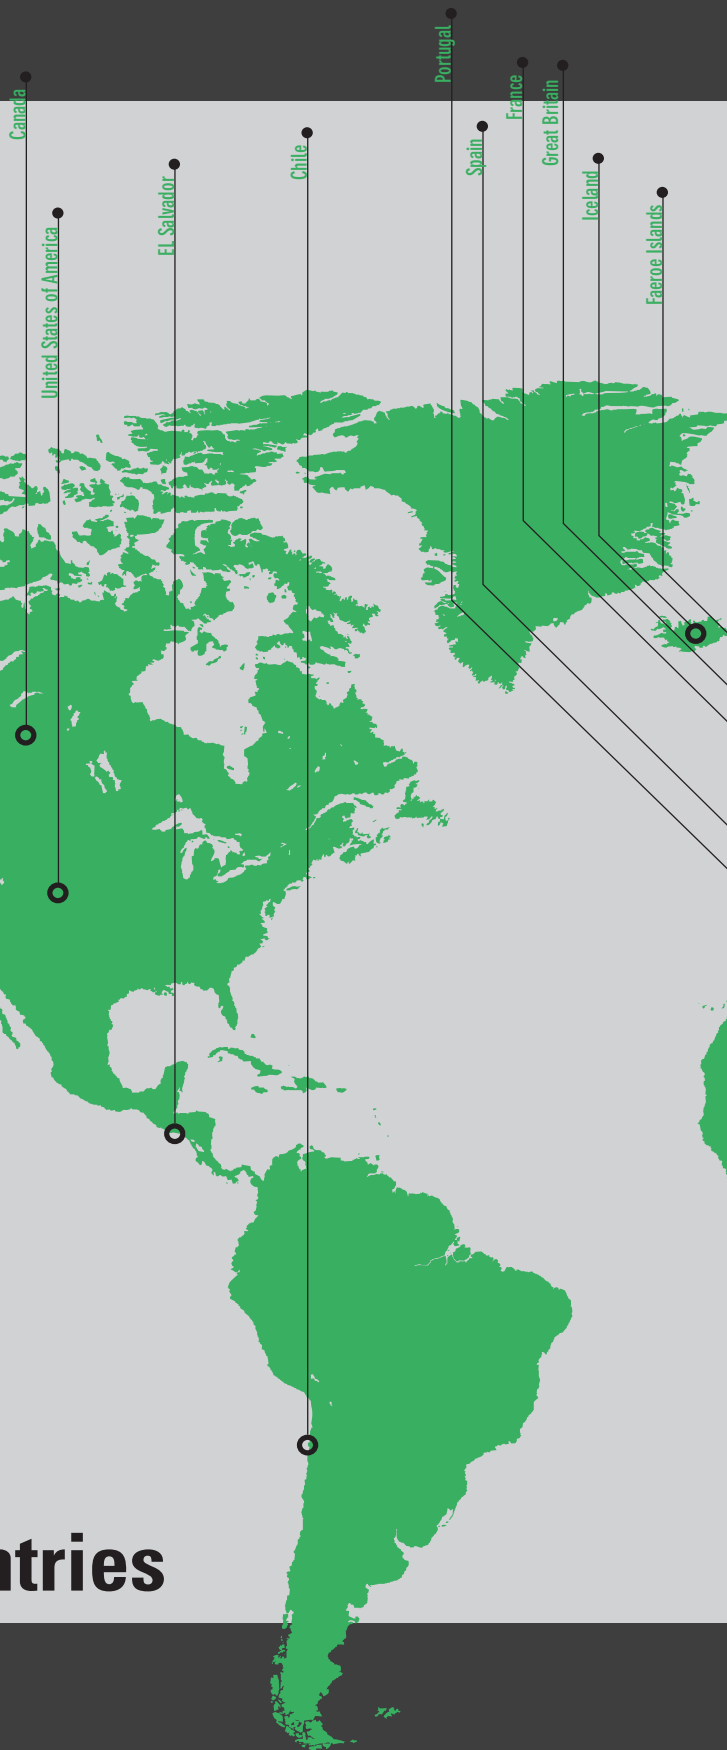 Canada
United States of America
EL Salvador
Chile
Portugal
Spain
France
Great Britain
Iceland
Faeroe Islands
ntries